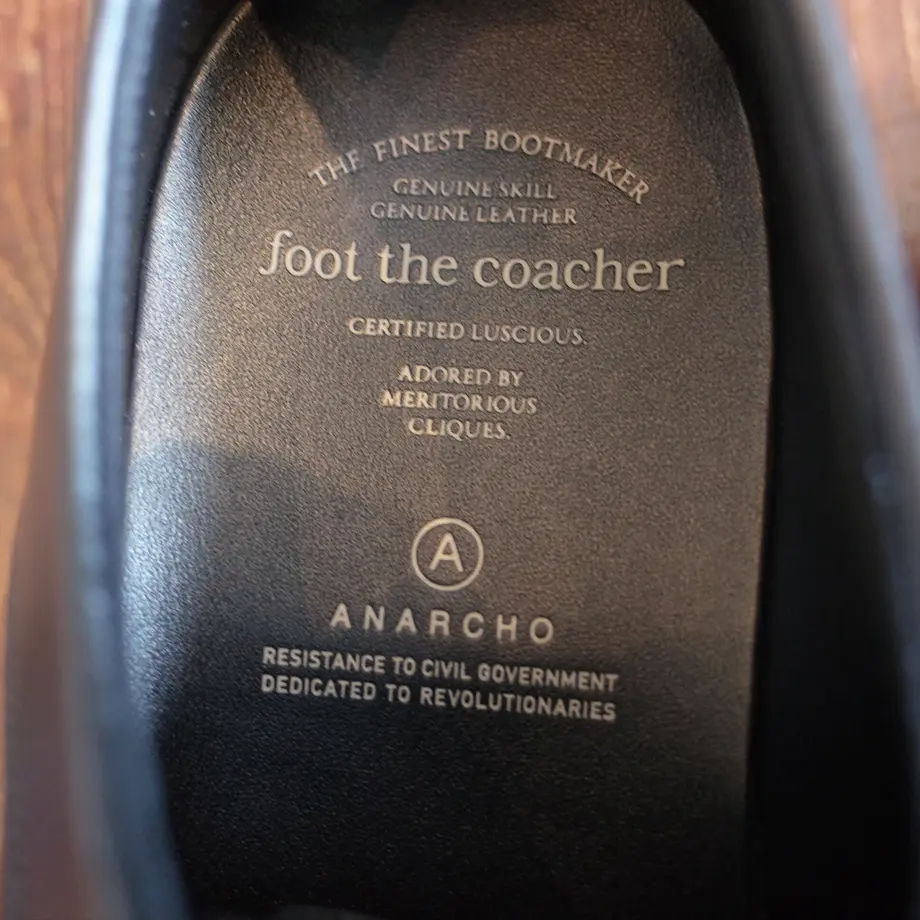 THE FINEST BOOTMAKER
GENUINE SKILL
GENUINE LEATHER
foot the coacher
CERTIFIED LUSCIOUS.
ADORED BY
MERITORIOUS
CLIQUES.
A
ANARCHO
RESISTANCE TO CIVIL GOVERNMENT
DEDICATED TO REVOLUTIONARIES